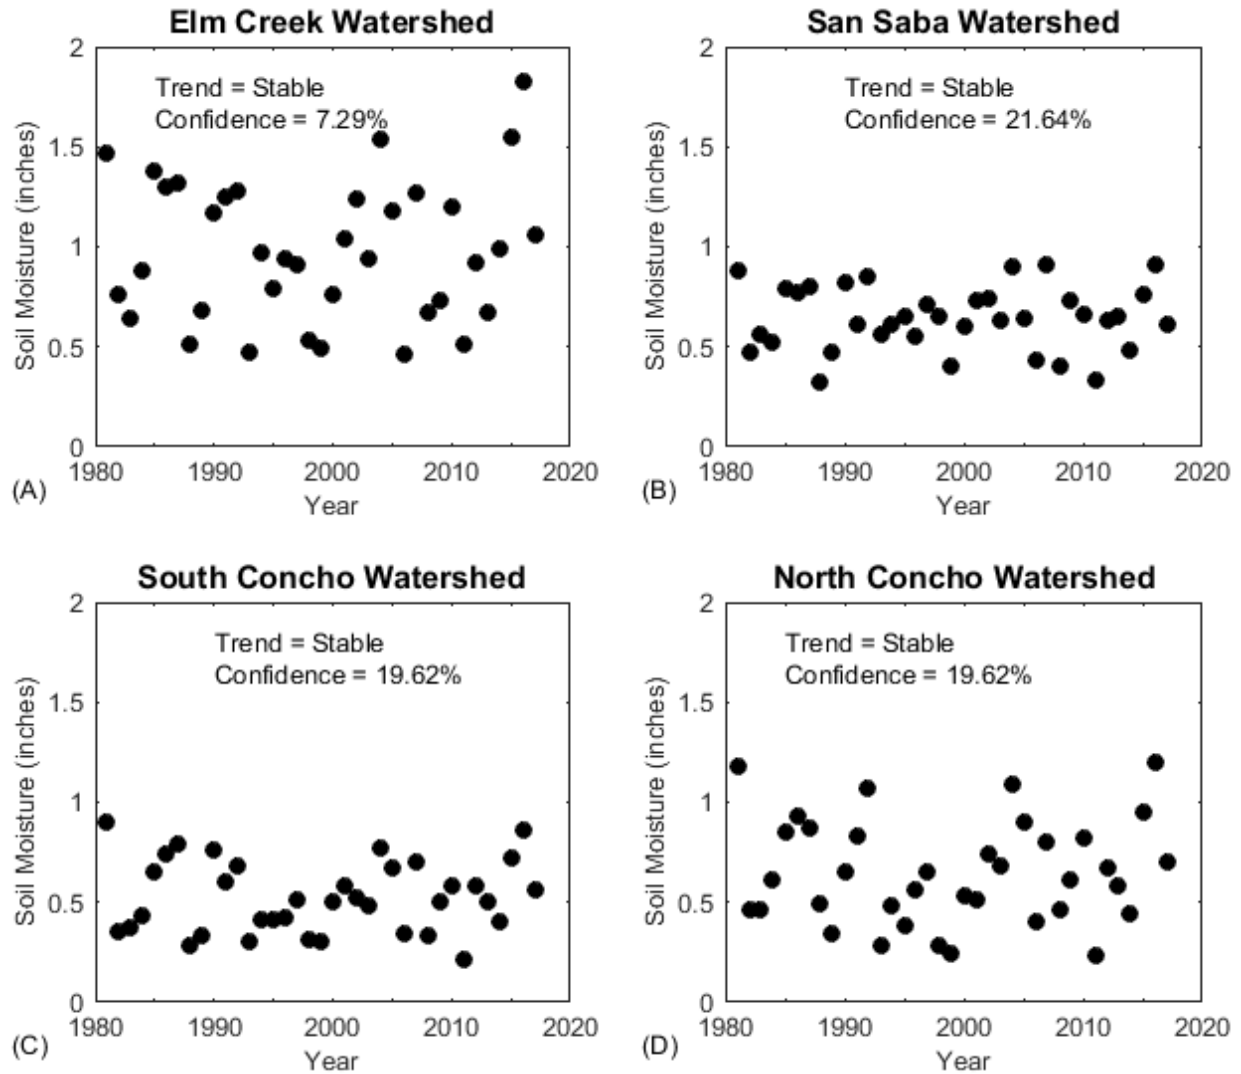 Elm Creek Watershed
Trend = Stable
Confidence = 7.29%
2
1.5
1
0.5
0
Soil Moisture (inches)
1980
1990
2000
2010
2020
Year
(A)
San Saba Watershed
Trend = Stable
Confidence = 21.64%
2
1.5
1
0.5
0
Soil Moisture (inches)
1980
1990
2000
2010
2020
Year
(B)
South Concho Watershed
Trend = Stable
Confidence = 19.62%
2
1.5
1
0.5
0
Soil Moisture (inches)
1980
1990
2000
2010
2020
Year
(C)
North Concho Watershed
Trend = Stable
Confidence = 19.62%
2
1.5
1
0.5
0
Soil Moisture (inches)
1980
1990
2000
2010
2020
Year
(D)